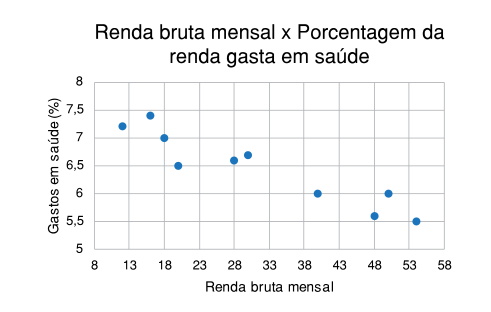 Renda bruta mensal x Porcentagem da
renda gasta em saúde
Gastos em saúde (%)
8
7,5
7
6,5
6
5,5
5
8 13 18 23 28 33 38 43 48 53 58
Renda bruta mensal